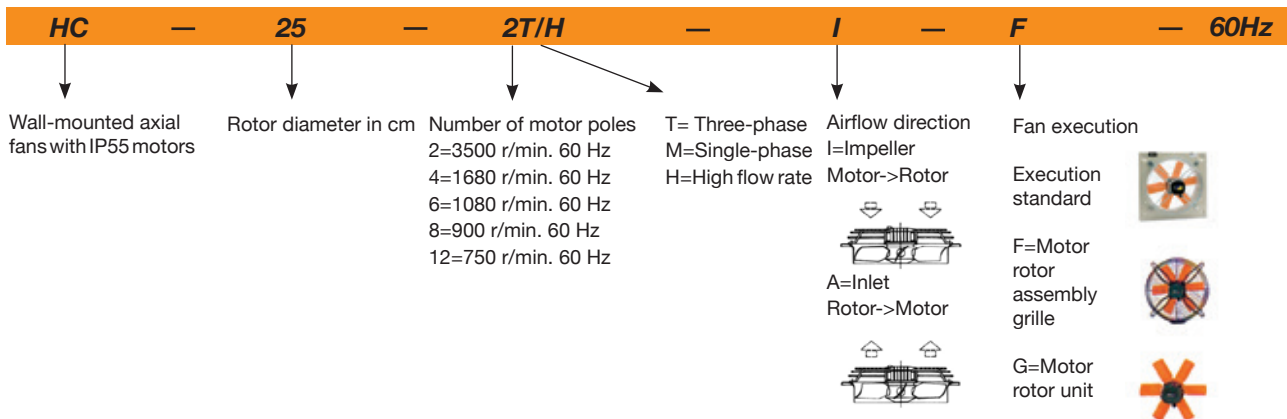 HC — 25 — 2T/H — I — F — 60Hz
Wall-mounted axial
fans with IP55 motors
Rotor diameter in cm
Number of motor poles
2=3500 r/min. 60 Hz
4=1680 r/min. 60 Hz
6=1080 r/min. 60 Hz
8=900 r/min. 60 Hz
12=750 r/min. 60 Hz
T= Three-phase
M=Single-phase
H=High flow rate
Airflow direction
I=Impeller
Motor->Rotor
A=Inlet
Rotor->Motor
Fan execution
Execution
standard
F=Motor
rotor
assembly
grille
G=Motor
rotor unit